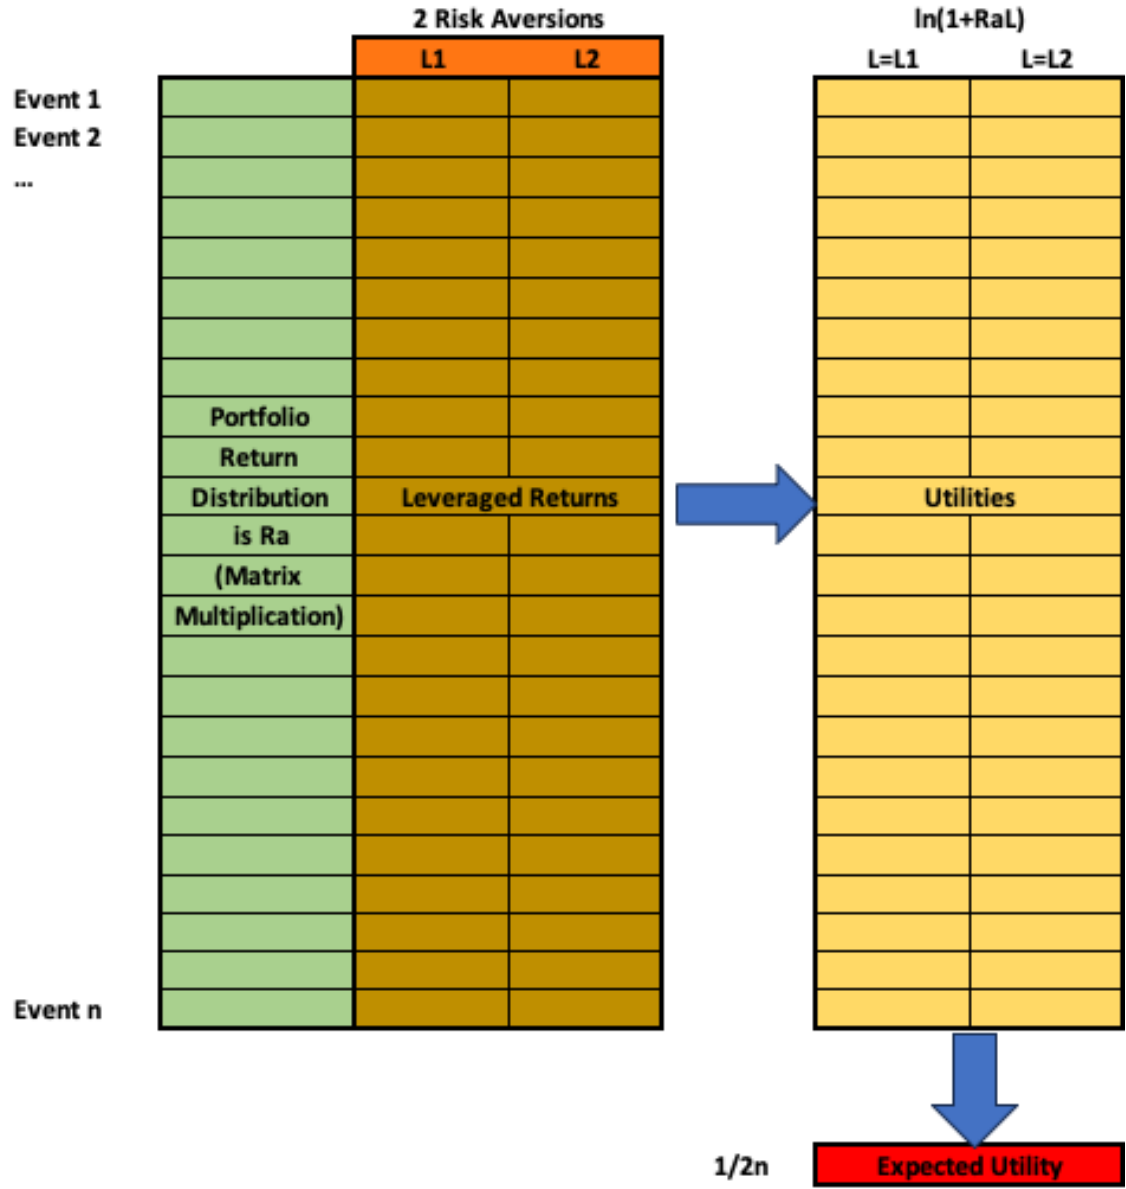 2 Risk Aversions
ln(1+RaL)
L1 L2
L=L1 L=L2
Event 1
Event 2
...
Portfolio
Return
Distribution
is Ra
(Matrix
Multiplication)
Leveraged Returns
Utilities
Event n
1/2n
Expected Utility